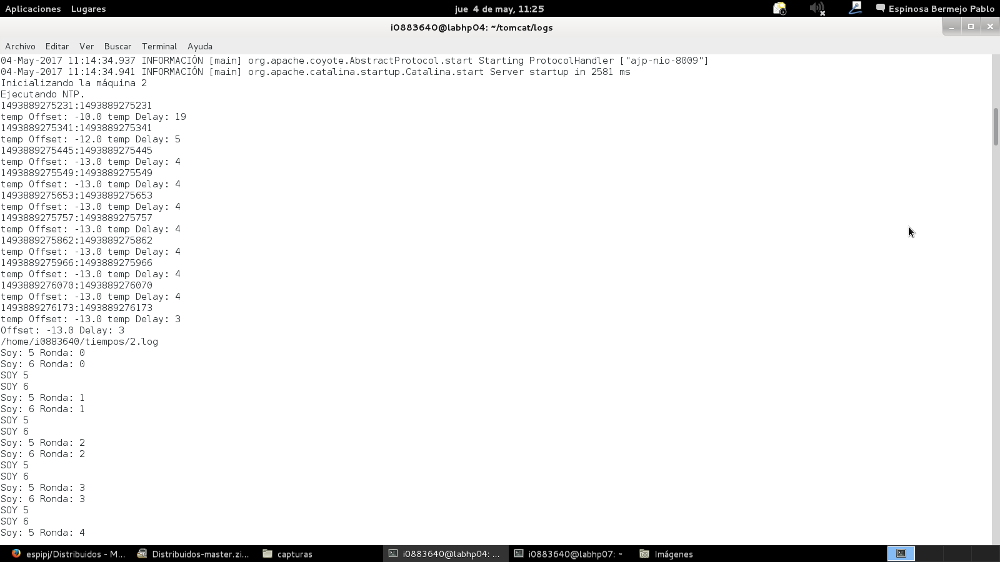 Aplicaciones Lugares jue 4 de may, 11:25 1 Espinosa Bermejo Pablo
i0883640@labhp04: ~/tomcat/logs
Archivo Editar Ver Buscar Terminal Ayuda
04-May-2017 11:14:34.937 INFORMACIÓN [main] org.apache.coyote.AbstractProtocol.start Starting ProtocolHandler ["ajp-nio-8009"]
04-May-2017 11:14:34.941 INFORMACIÓN [main] org.apache.catalina.startup.Catalina.start Server startup in 2581 ms
Inicializando la máquina 2
Ejecutando NTP.
1493889275231:1493889275231
temp Offset: -10.0 temp Delay: 19
1493889275341:1493889275341
temp Offset: -12.0 temp Delay: 5
1493889275445:1493889275445
temp Offset: -13.0 temp Delay: 4
1493889275549:1493889275549
temp Offset: -13.0 temp Delay: 4
1493889275653:1493889275653
temp Offset: -13.0 temp Delay: 4
1493889275757:1493889275757
temp Offset: -13.0 temp Delay: 4
1493889275862:1493889275862
temp Offset: -13.0 temp Delay: 4
1493889275966:1493889275966
temp Offset: -13.0 temp Delay: 4
1493889276070:1493889276070
temp Offset: -13.0 temp Delay: 4
1493889276173:1493889276173
temp Offset: -13.0 temp Delay: 3
Offset: -13.0 Delay: 3
/home/i0883640/tiempos/2.log
Soy: 5 Ronda: 0
Soy: 6 Ronda: 0
SOY 5
SOY 6
Soy: 5 Ronda: 1
Soy: 6 Ronda: 1
SOY 5
SOY 6
Soy: 5 Ronda: 2
Soy: 6 Ronda: 2
SOY 5
SOY 6
Soy: 5 Ronda: 3
Soy: 6 Ronda: 3
SOY 5
SOY 6
Soy: 5 Ronda: 4
espipj/Distribuidos - M... Distribuidos-master.zi... capturas i0883640@labhp04: ... i0883640@labhp07: ~ Imágenes